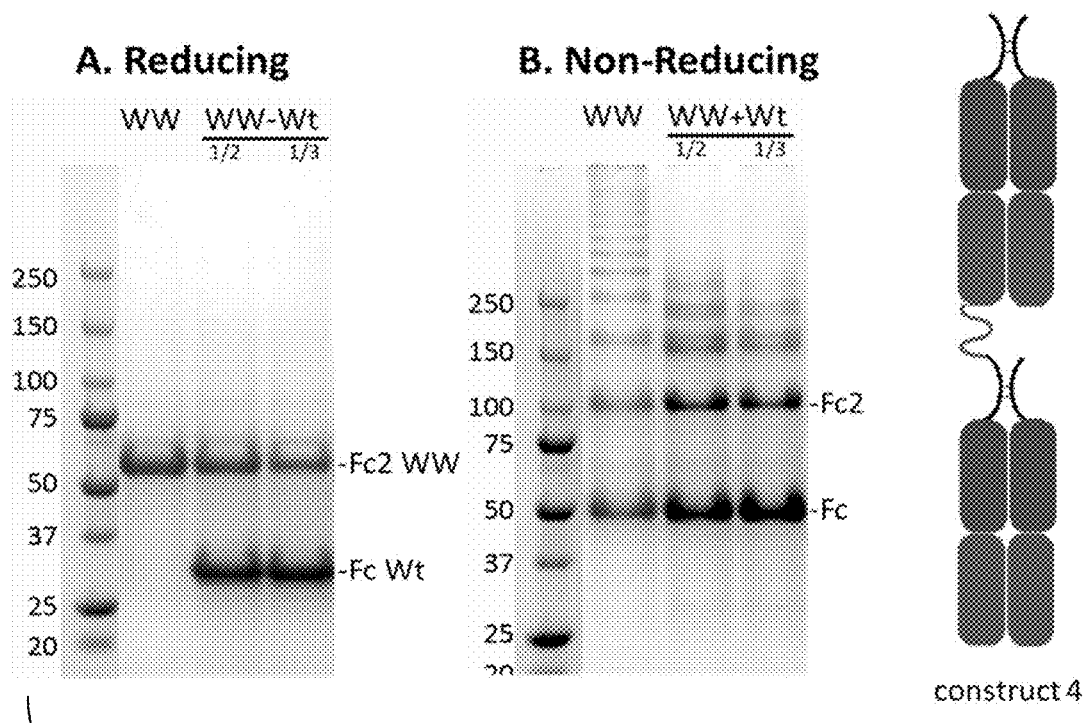 A. Reducing
WW WW-Wt
1/2 1/3
250
150
100
75
50
37
25
20
-Fc2 WW
-Fc Wt
B. Non-Reducing
WW WW+Wt
1/2 1/3
250
150
100
75
50
37
25
20
-Fc2
-Fc
construct 4